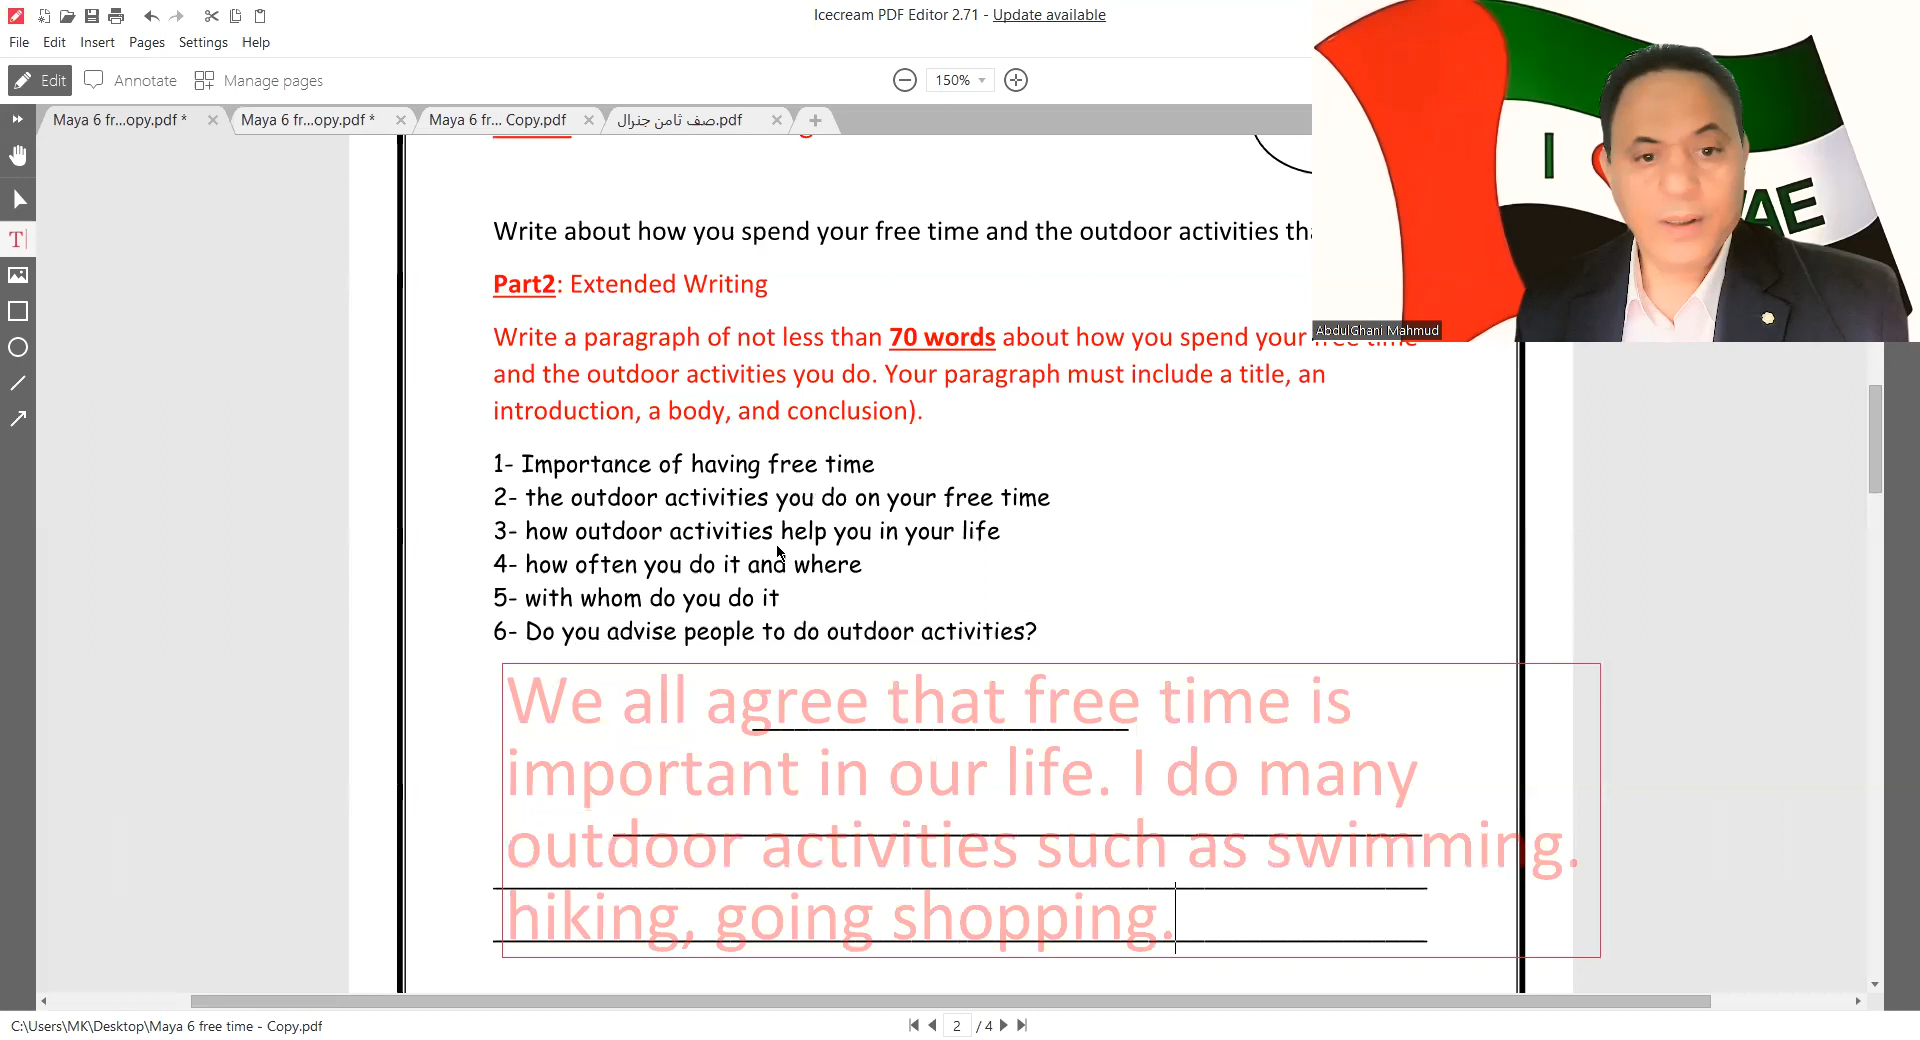 Icecream PDF Editor 2.71 - Update available
File Edit Insert Pages Settings Help
Edit Annotate Manage pages
150%
Maya 6 fr...opy.pdf *
Maya 6 fr...opy.pdf *
Maya 6 fr... Copy.pdf
صف ثامن جنرال.pdf
I
AE
AbdulGhani Mahmud
Write about how you spend your free time and the outdoor activities
Part2: Extended Writing
Write a paragraph of not less than 70 words about how you spend your free time
and the outdoor activities you do. Your paragraph must include a title, an
introduction, a body, and conclusion).
1- Importance of having free time
2- the outdoor activities you do on your free time
3- how outdoor activities help you in your life
4- how often you do it and where
5- with whom do you do it
6- Do you advise people to do outdoor activities?
We all agree that free time is
important in our life. I do many
outdoor activities such as swimming.
hiking, going shopping.
C:\Users\MK\Desktop\Maya 6 free time - Copy.pdf
2 / 4